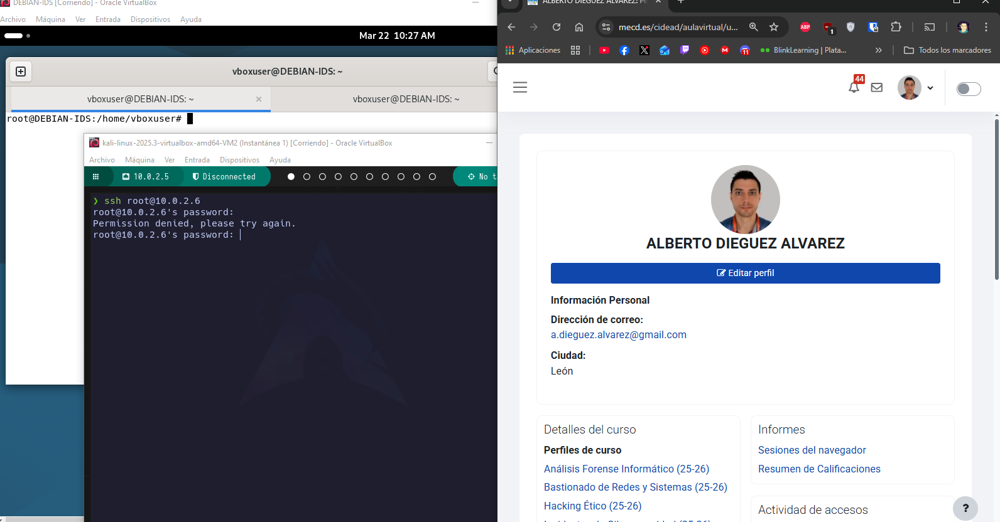 DEBIAN-IDS [Corriendo] - Oracle VirtualBox
Archivo Máquina Ver Entrada Dispositivos Ayuda
Mar 22 10:27 AM
vboxuser@DEBIAN-IDS: ~
vboxuser@DEBIAN-IDS: ~ ×
vboxuser@DEBIAN-IDS: ~
root@DEBIAN-IDS:/home/vboxuser#
kali-linux-2025.3-virtualbox-amd64-VM2 (Instantánea 1) [Corriendo] - Oracle VirtualBox
Archivo Máquina Ver Entrada Dispositivos Ayuda
10.0.2.5 Disconnected No t
❯ ssh root@10.0.2.6
root@10.0.2.6's password:
Permission denied, please try again.
root@10.0.2.6's password:
ALBERTO DIEGUEZ ALVAREZ: Pe
mecd.es/cidead/aulavirtual/u...
ABP
1
Aplicaciones
11
BlinkLearning | Plata...
»
Todos los marcadores
44
ALBERTO DIEGUEZ ALVAREZ
Editar perfil
Información Personal
Dirección de correo:
a.dieguez.alvarez@gmail.com
Ciudad:
León
Detalles del curso
Perfiles de curso
Análisis Forense Informático (25-26)
Bastionado de Redes y Sistemas (25-26)
Hacking Ético (25-26)
Informes
Sesiones del navegador
Resumen de Calificaciones
Actividad de accesos
?